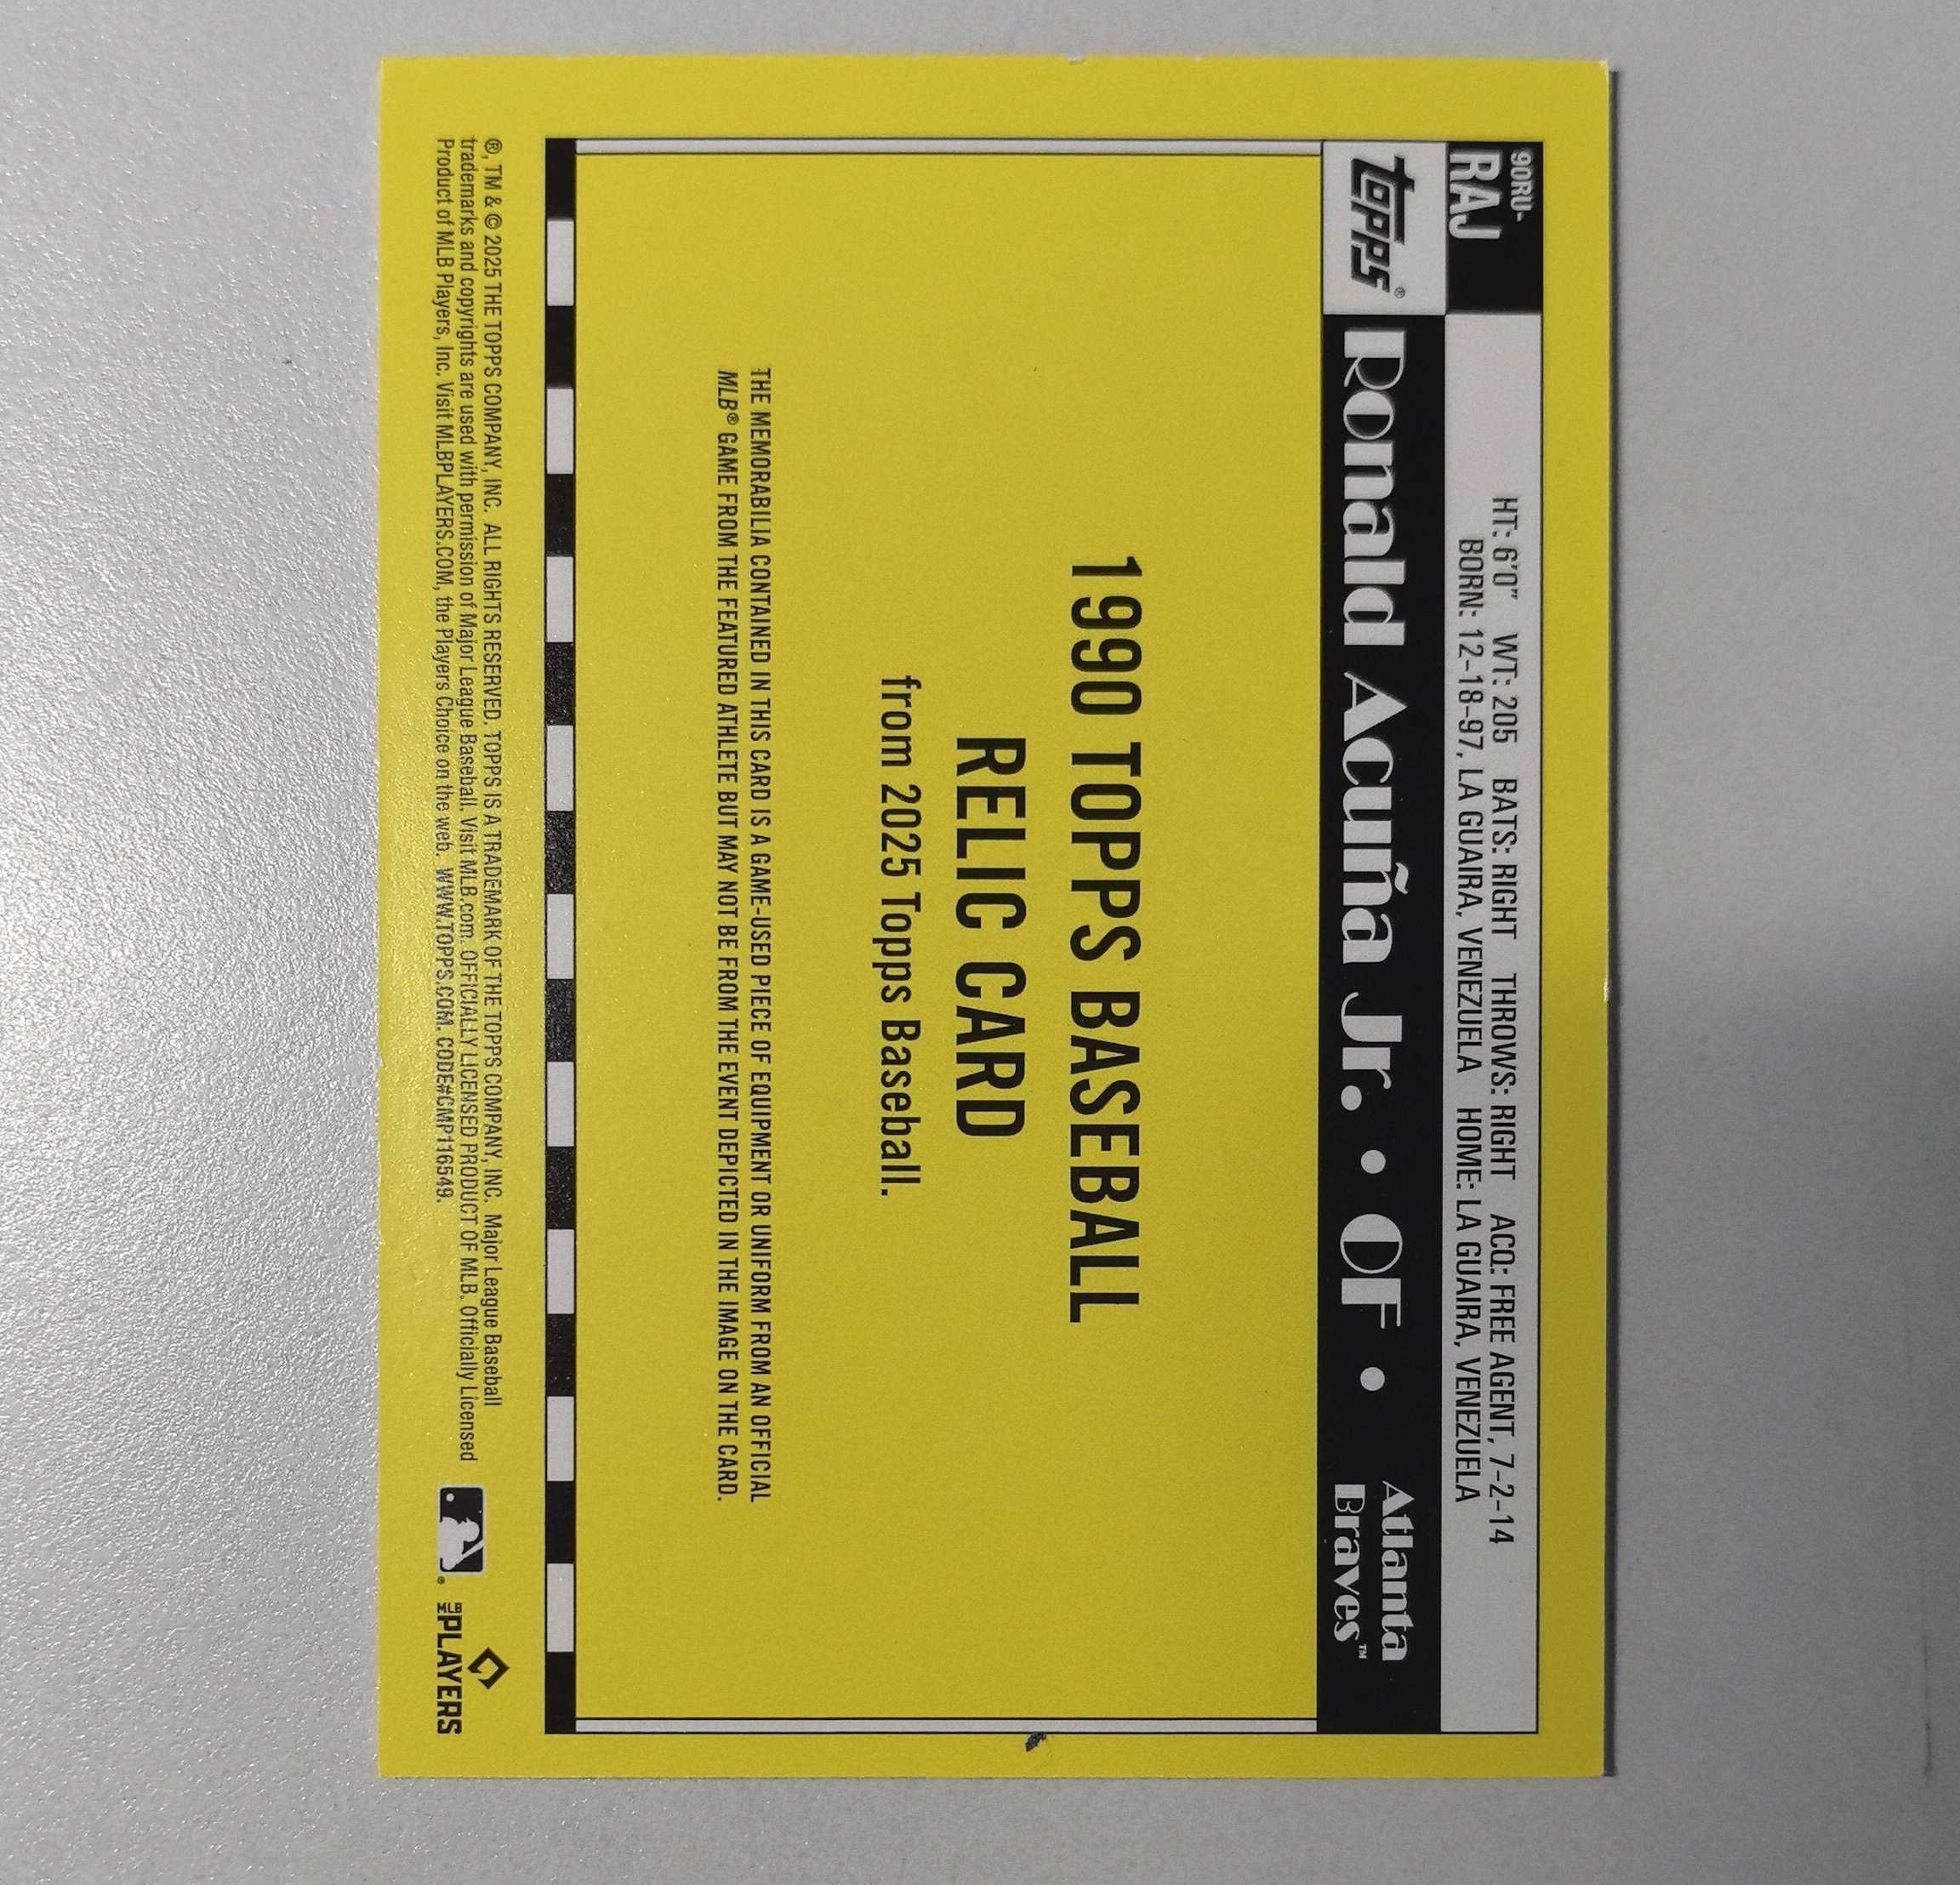 90RU-
RAJ
HT: 6'0" WT: 205 BATS: RIGHT THROWS: RIGHT ACQ: FREE AGENT, 7-2-14
BORN: 12-18-97, LA GUAIRA, VENEZUELA HOME: LA GUAIRA, VENEZUELA
Topps®
Ronald Acuña Jr. • OF •
Atlanta
Braves™
1990 TOPPS BASEBALL
RELIC CARD
from 2025 Topps Baseball.
THE MEMORABILIA CONTAINED IN THIS CARD IS A GAME-USED PIECE OF EQUIPMENT OR UNIFORM FROM AN OFFICIAL
MLB® GAME FROM THE FEATURED ATHLETE BUT MAY NOT BE FROM THE EVENT DEPICTED IN THE IMAGE ON THE CARD.
®, TM & © 2025 THE TOPPS COMPANY, INC. ALL RIGHTS RESERVED. TOPPS IS A TRADEMARK OF THE TOPPS COMPANY, INC. Major League Baseball
trademarks and copyrights are used with permission of Major League Baseball. Visit MLB.com. OFFICIALLY LICENSED PRODUCT OF MLB. Officially Licensed
Product of MLB Players, Inc. Visit MLBPLAYERS.COM, the Players Choice on the web. WWW.TOPPS.COM. CODE#CMP116549.
®
MLB PLAYERS